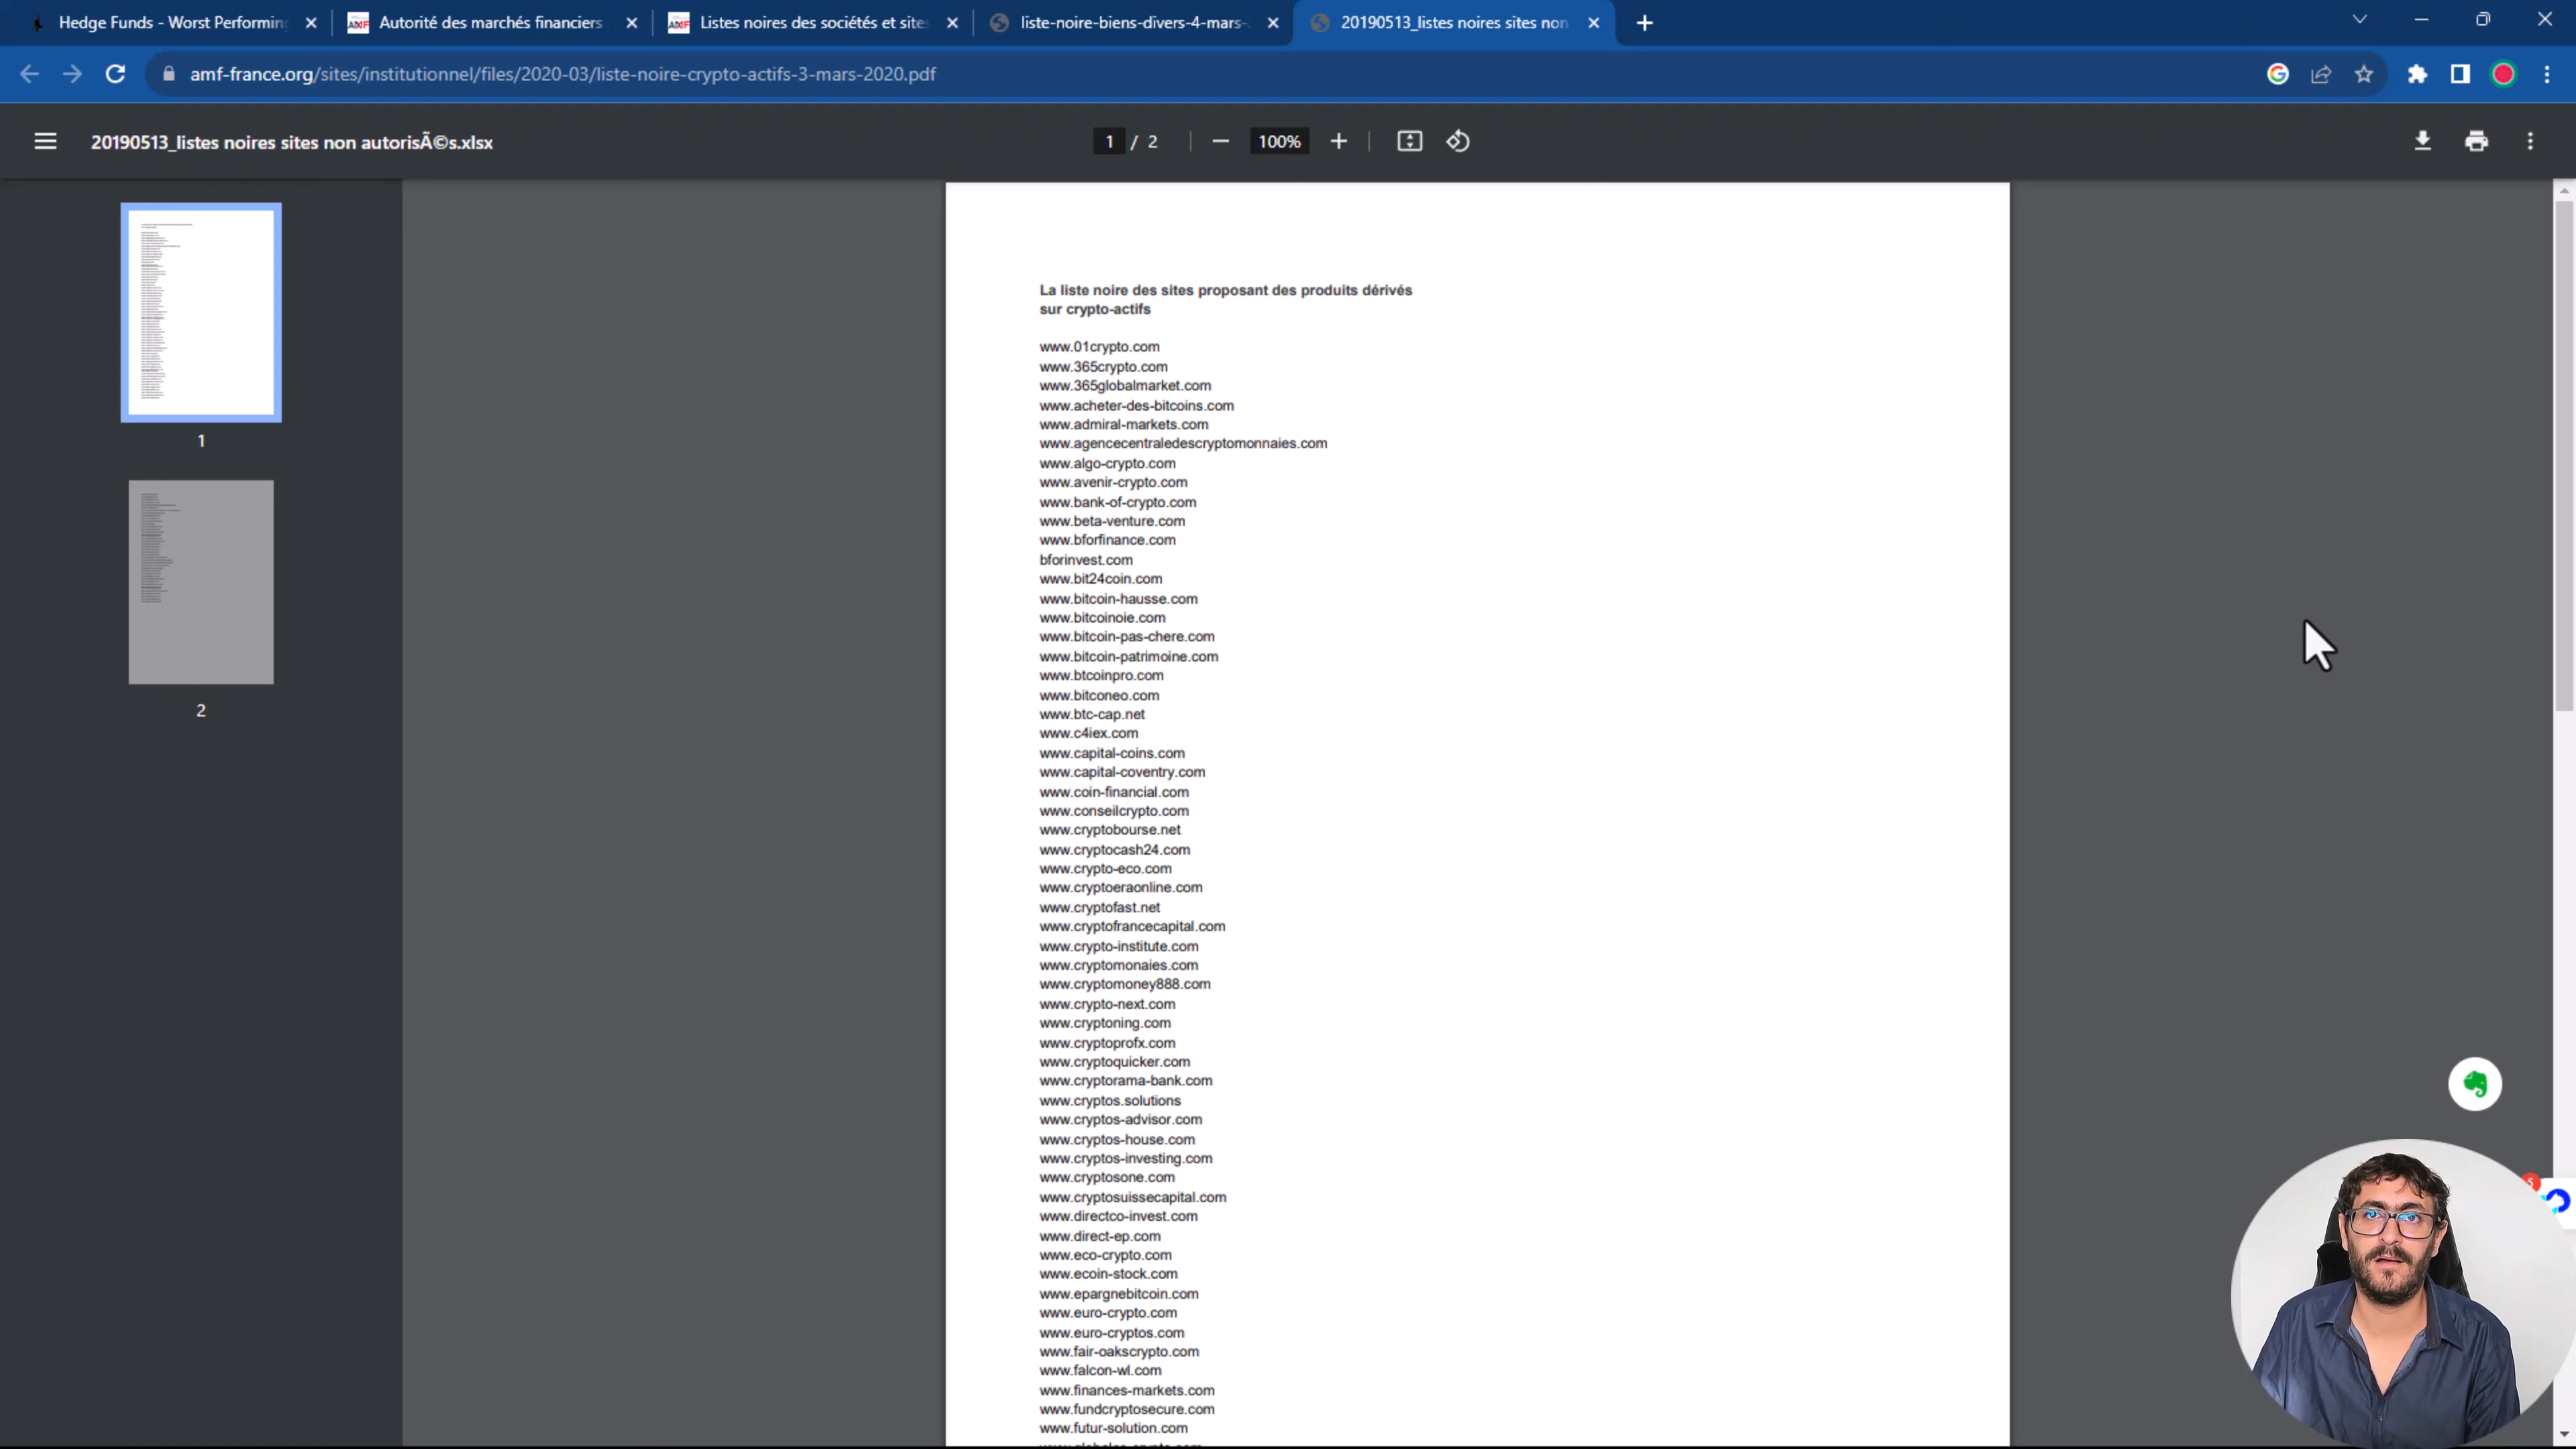 Hedge Funds - Worst Performing
Autorité des marchés financiers
Listes noires des sociétés et sites
liste-noire-biens-divers-4-mars-
20190513_listes noires sites non
amf-france.org/sites/institutionnel/files/2020-03/liste-noire-crypto-actifs-3-mars-2020.pdf
20190513_listes noires sites non autorisÃ©s.xlsx
1 / 2
100%
1
2
La liste noire des sites proposant des produits dérivés
sur crypto-actifs
www.01crypto.com
www.365crypto.com
www.365globalmarket.com
www.acheter-des-bitcoins.com
www.admiral-markets.com
www.agencecentraledescryptomonnaies.com
www.algo-crypto.com
www.avenir-crypto.com
www.bank-of-crypto.com
www.beta-venture.com
www.bforfinance.com
bforinvest.com
www.bit24coin.com
www.bitcoin-hausse.com
www.bitcoinoie.com
www.bitcoin-pas-chere.com
www.bitcoin-patrimoine.com
www.btcoinpro.com
www.bitconeo.com
www.btc-cap.net
www.c4iex.com
www.capital-coins.com
www.capital-coventry.com
www.coin-financial.com
www.conseilcrypto.com
www.cryptobourse.net
www.cryptocash24.com
www.crypto-eco.com
www.cryptoeraonline.com
www.cryptofast.net
www.cryptofrancecapital.com
www.crypto-institute.com
www.cryptomonaies.com
www.cryptomoney888.com
www.crypto-next.com
www.cryptoning.com
www.cryptoprofx.com
www.cryptoquicker.com
www.cryptorama-bank.com
www.cryptos.solutions
www.cryptos-advisor.com
www.cryptos-house.com
www.cryptos-investing.com
www.cryptosone.com
www.cryptosuissecapital.com
www.directco-invest.com
www.direct-ep.com
www.eco-crypto.com
www.ecoin-stock.com
www.epargnebitcoin.com
www.euro-crypto.com
www.euro-cryptos.com
www.fair-oakscrypto.com
www.falcon-wl.com
www.finances-markets.com
www.fundcryptosecure.com
www.futur-solution.com
5